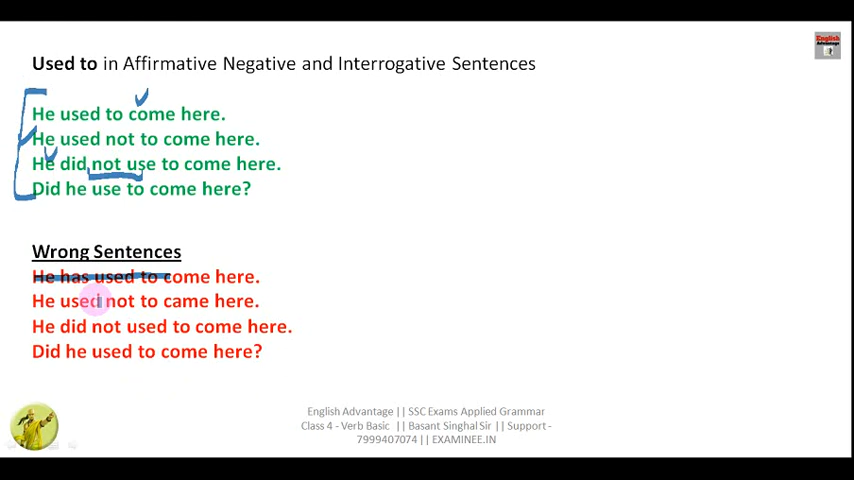 English
Advantage
Used to in Affirmative Negative and Interrogative Sentences
He used to come here.
He used not to come here.
He did not use to come here.
Did he use to come here?
Wrong Sentences
He has used to come here.
He used not to came here.
He did not used to come here.
Did he used to come here?
English Advantage || SSC Exams Applied Grammar
Class 4 - Verb Basic || Basant Singhal Sir || Support -
7999407074 || EXAMINEE.IN